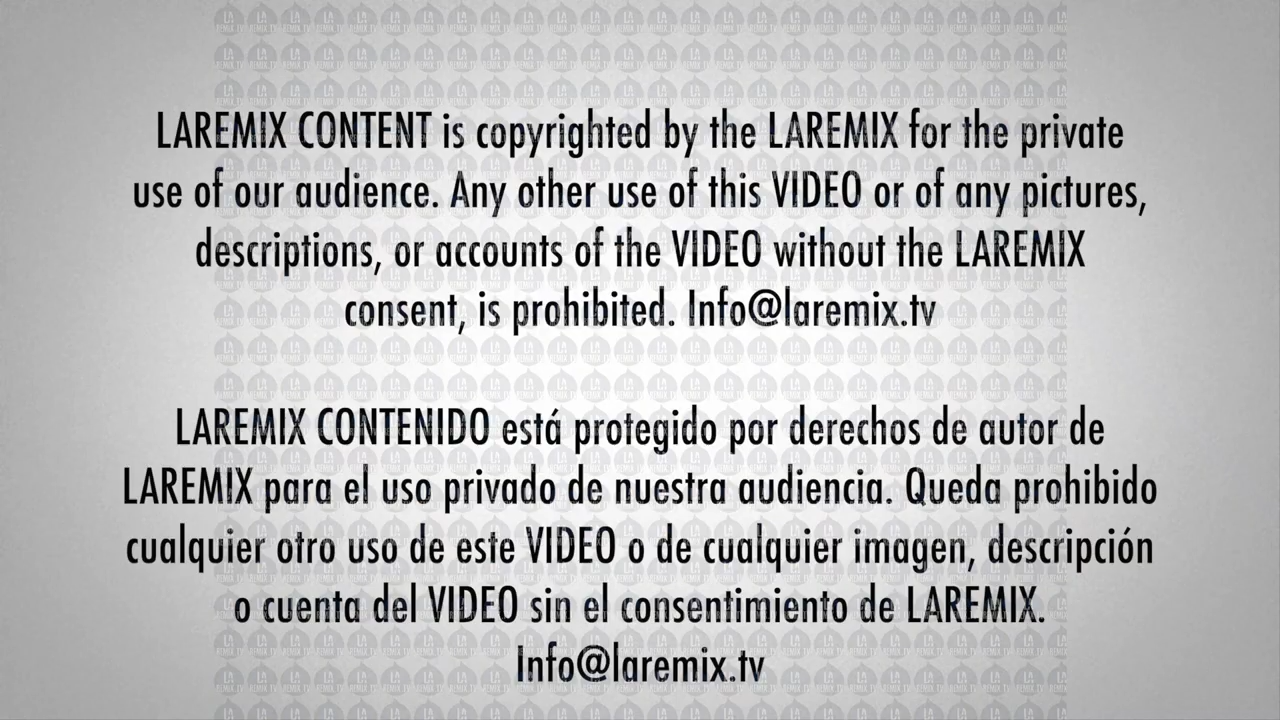 LAREMIX CONTENT is copyrighted by the LAREMIX for the private
use of our audience. Any other use of this VIDEO or of any pictures,
descriptions, or accounts of the VIDEO without the LAREMIX
consent, is prohibited. Info@laremix.tv
LAREMIX CONTENIDO está protegido por derechos de autor de
LAREMIX para el uso privado de nuestra audiencia. Queda prohibido
cualquier otro uso de este VIDEO o de cualquier imagen, descripción
o cuenta del VIDEO sin el consentimiento de LAREMIX.
Info@laremix.tv